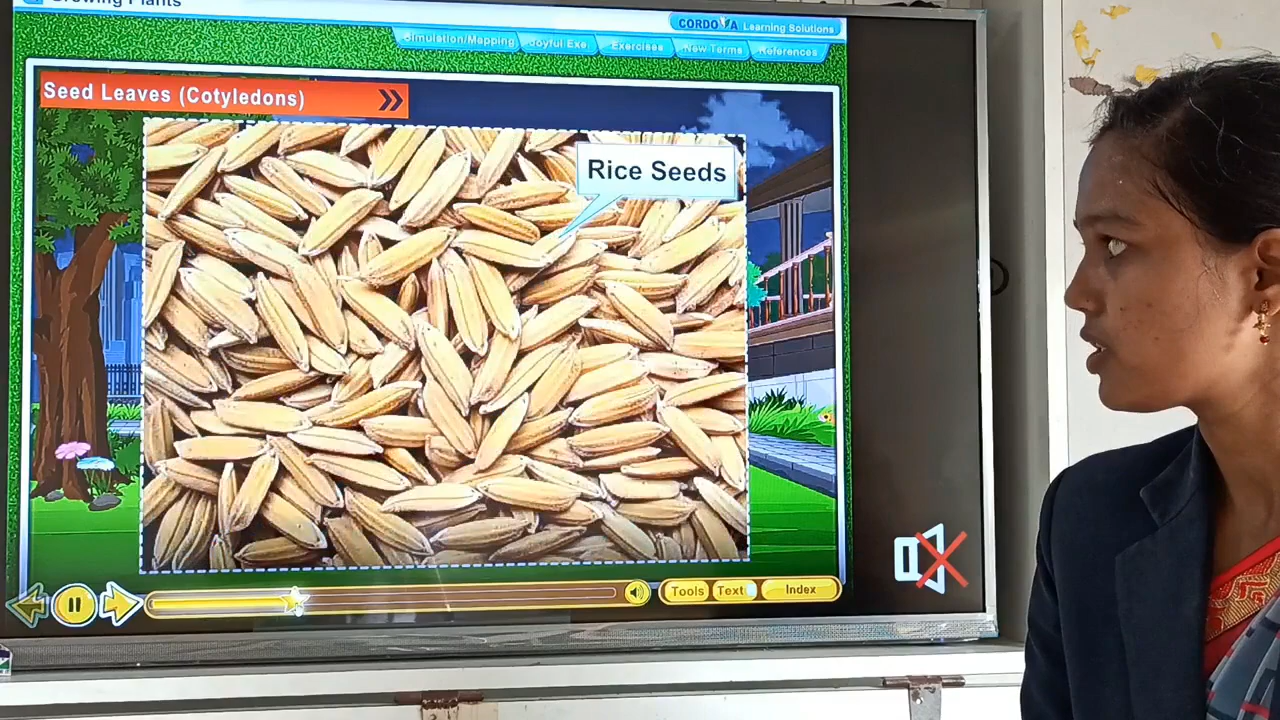 Growing Plants
CORDOVA Learning Solutions
Simulation/Mapping
Joyful Exe.
Exercises
New Terms
References
Seed Leaves (Cotyledons)
Rice Seeds
Tools
Text
Index